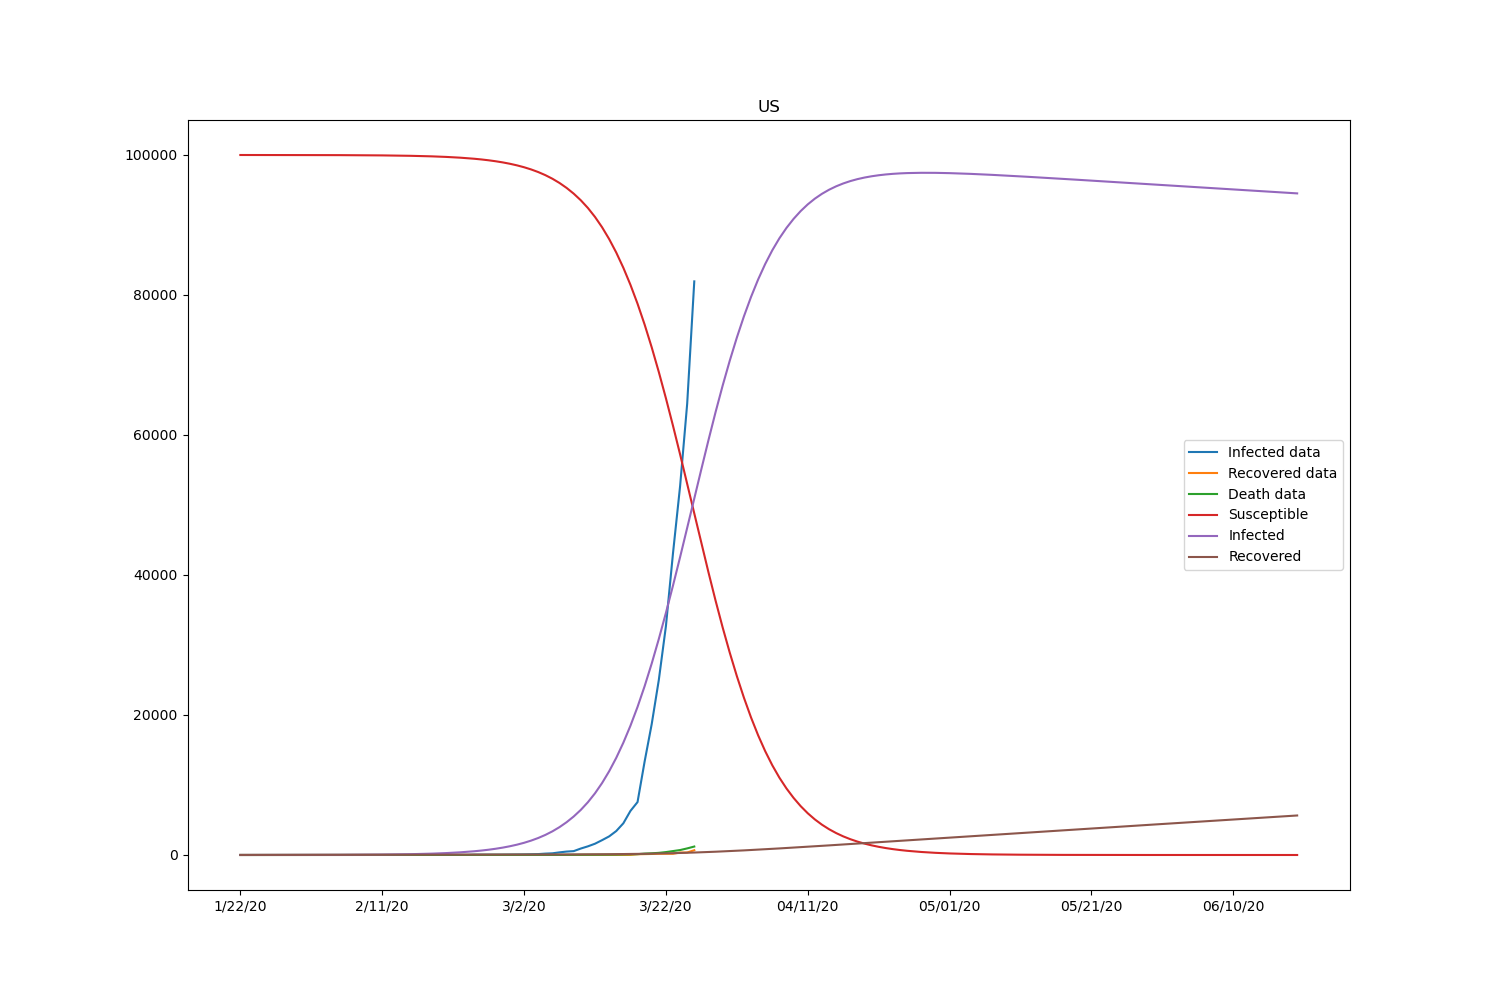 US
100000
80000
60000
40000
20000
0
1/22/20 2/11/20 3/2/20 3/22/20 04/11/20 05/01/20 05/21/20 06/10/20
Infected data
Recovered data
Death data
Susceptible
Infected
Recovered